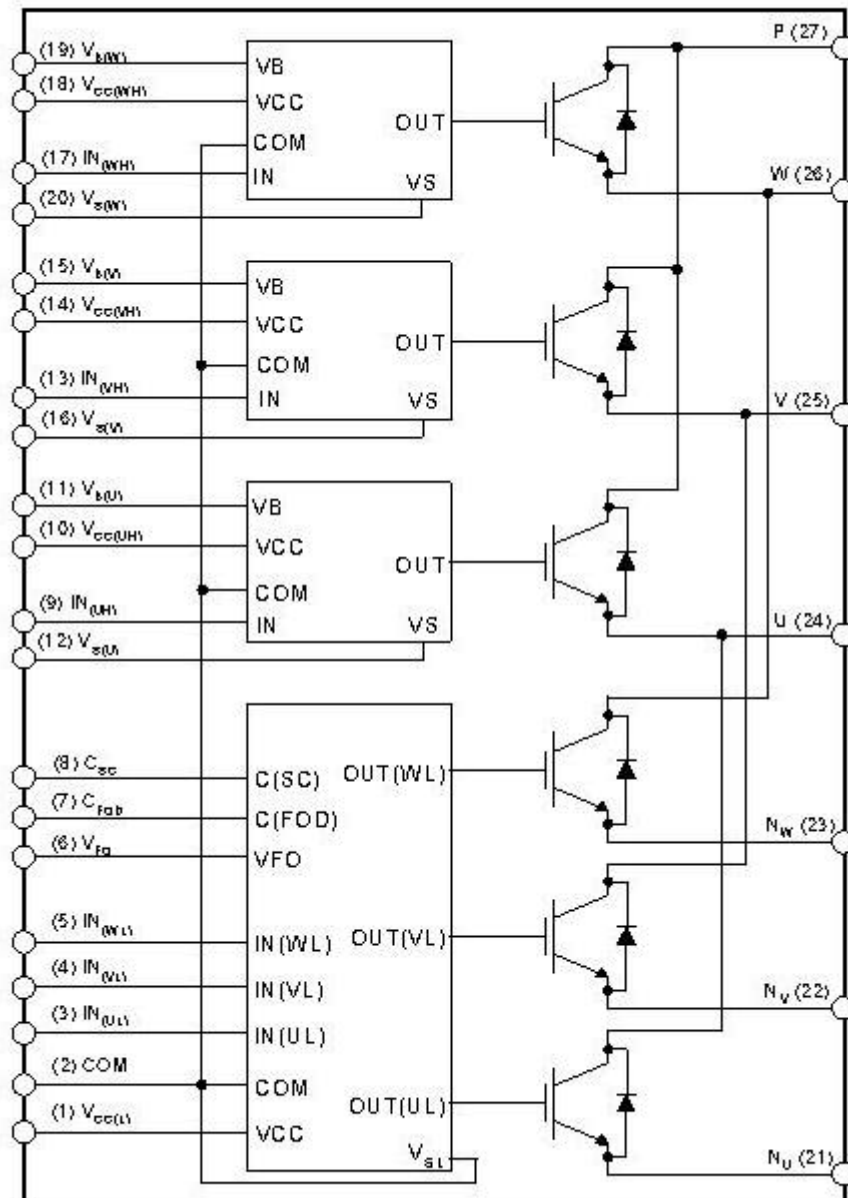 (19) VB(W)
VB
(18) VCC(WH)
VCC
COM
(17) IN(WH)
IN
(20) VS(W)
OUT
VS
P (27)
W (26)
(15) VB(V)
VB
(14) VCC(VH)
VCC
COM
(13) IN(VH)
IN
(16) VS(V)
OUT
VS
V (25)
(11) VB(U)
VB
(10) VCC(UH)
VCC
COM
(9) IN(UH)
IN
(12) VS(U)
OUT
VS
U (24)
(8) CSC
C(SC)
(7) CFOD
C(FOD)
(6) VFO
VFO
(5) IN(WL)
IN(WL)
(4) IN(VL)
IN(VL)
(3) IN(UL)
IN(UL)
(2) COM
COM
(1) VCC(L)
VCC
OUT(WL)
OUT(VL)
OUT(UL)
VSL
NW (23)
NV (22)
NU (21)